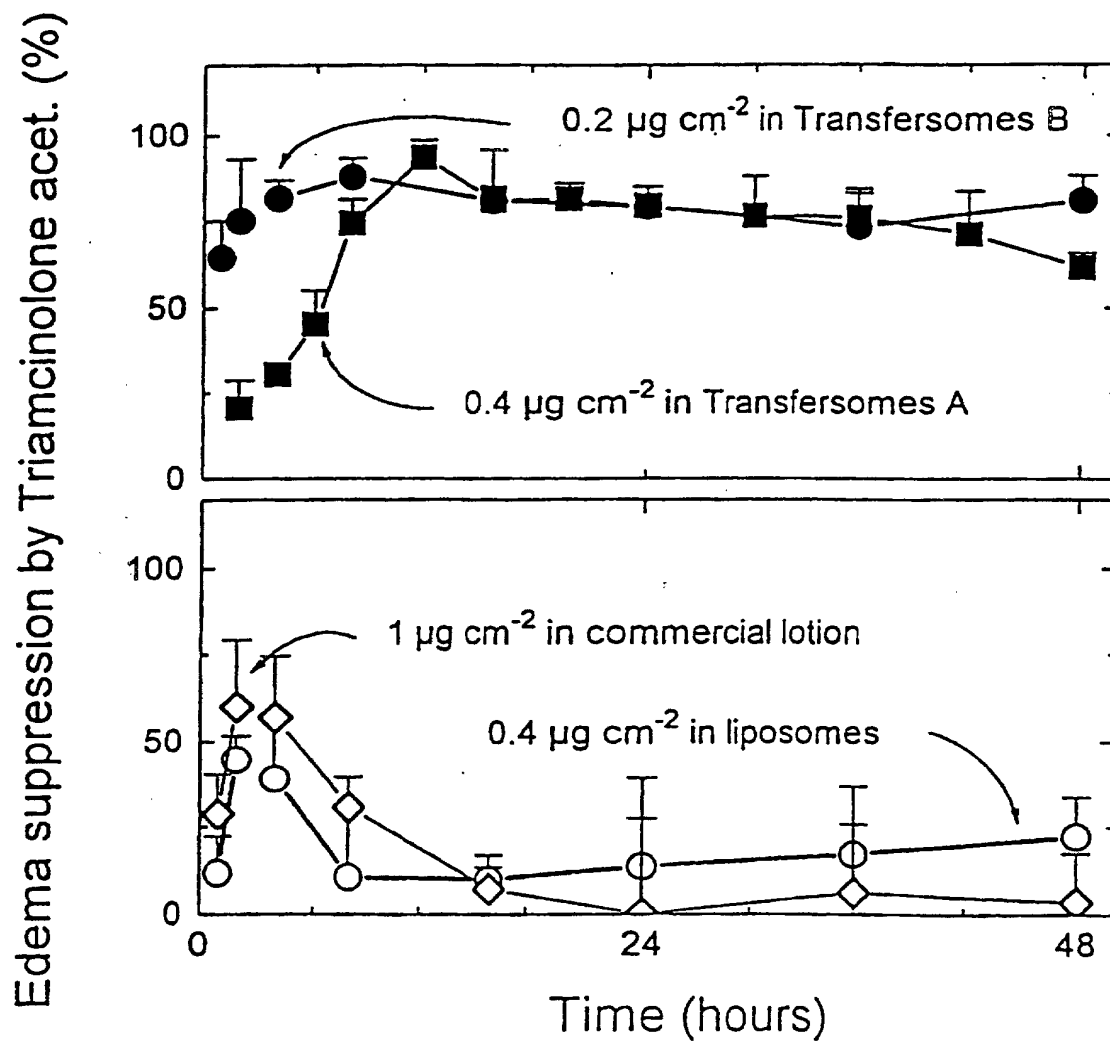 Edema suppression by Triamcinolone acet. (%)
100
50
0
0.2 µg cm⁻² in Transfersomes B
0.4 µg cm⁻² in Transfersomes A
100
50
0
1 µg cm⁻² in commercial lotion
0.4 µg cm⁻² in liposomes
0
24
48
Time (hours)